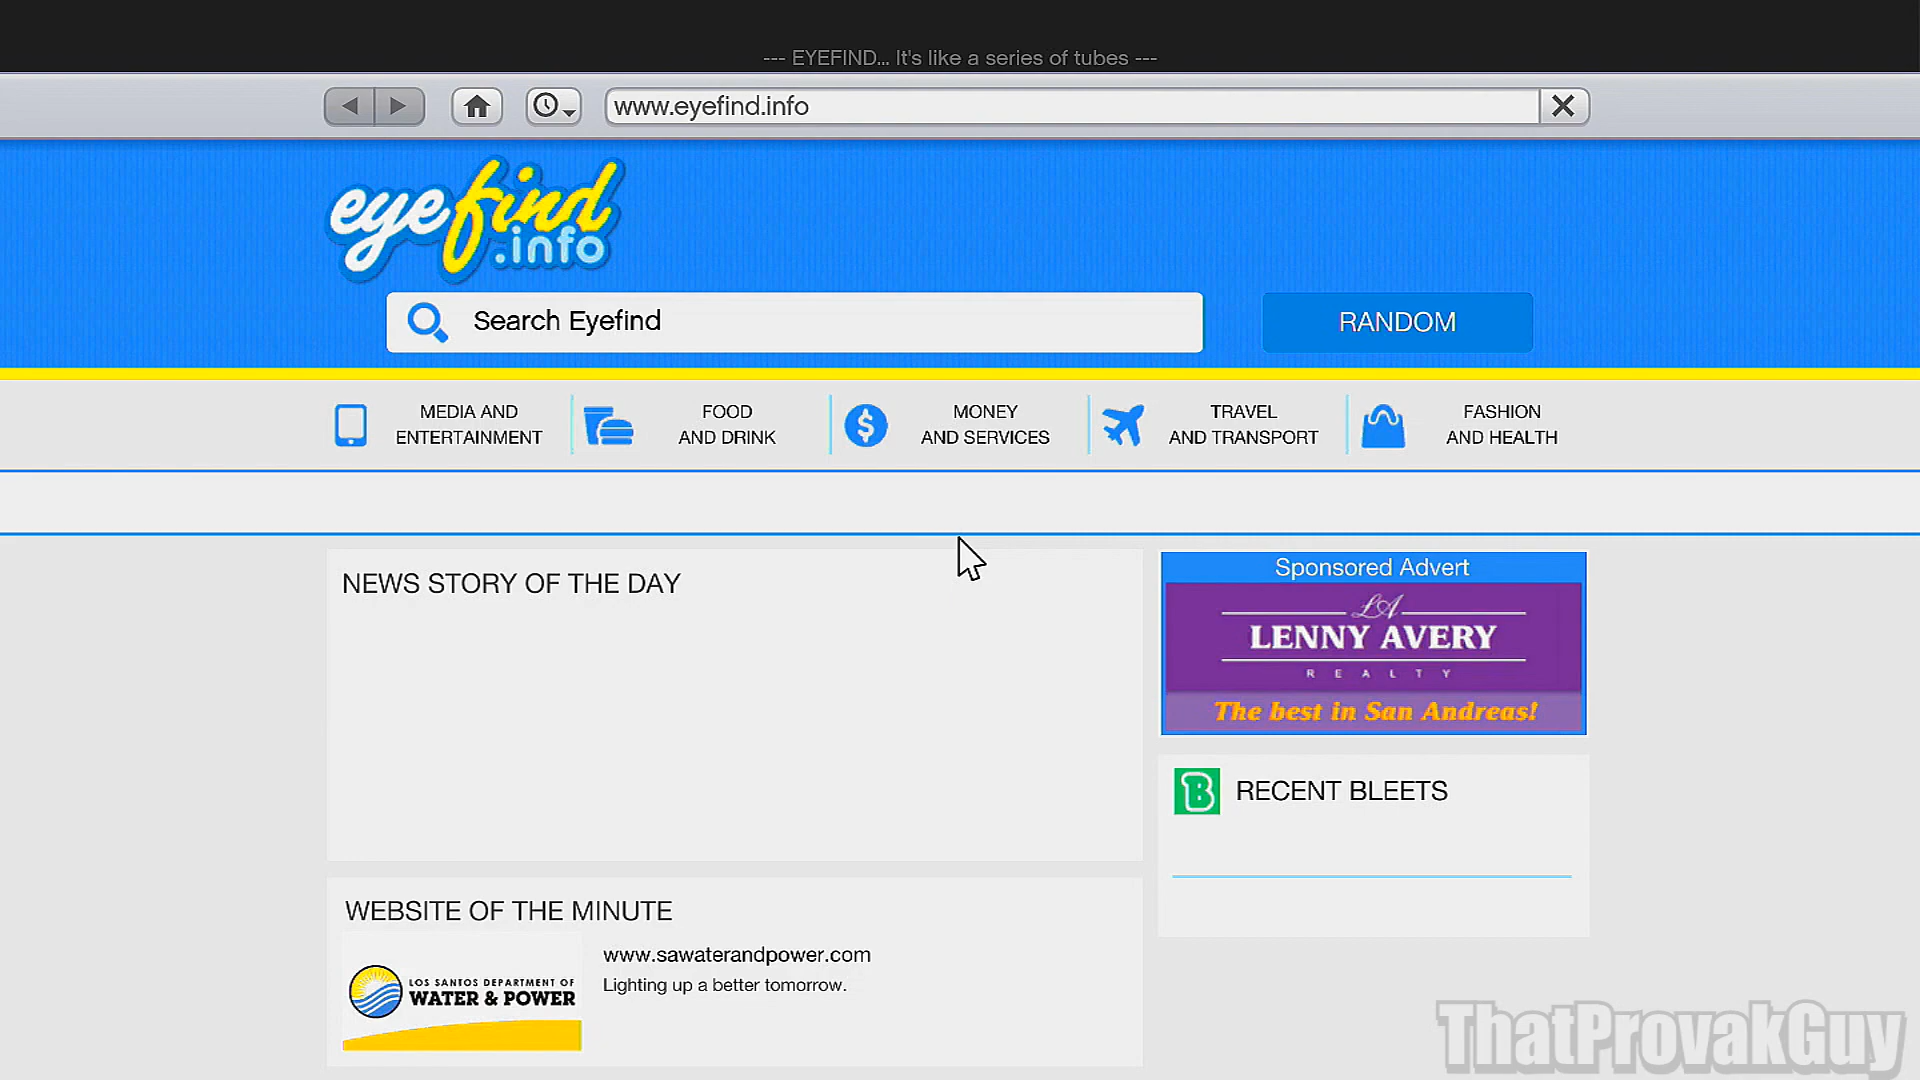 --- EYEFIND... It's like a series of tubes ---
www.eyefind.info
eyefind
.info
Search Eyefind
RANDOM
MEDIA AND
ENTERTAINMENT
FOOD
AND DRINK
MONEY
AND SERVICES
TRAVEL
AND TRANSPORT
FASHION
AND HEALTH
NEWS STORY OF THE DAY
Sponsored Advert
LA
LENNY AVERY
REALTY
The best in San Andreas!
B
RECENT BLEETS
WEBSITE OF THE MINUTE
LOS SANTOS DEPARTMENT OF
WATER & POWER
www.sawaterandpower.com
Lighting up a better tomorrow.
ThatProvakGuy